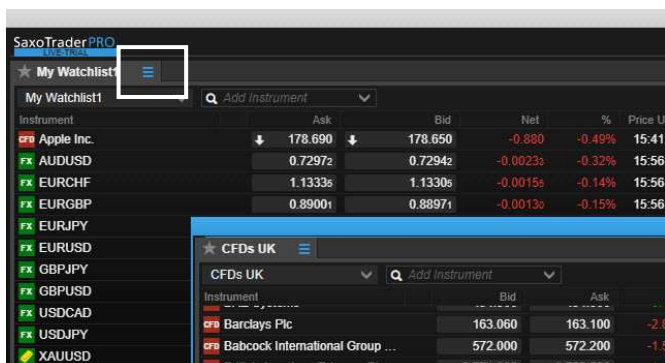 SaxoTraderPRO
LIVE-TRIAL
My Watchlist1
My Watchlist1 Add Instrument
Instrument Ask Bid Net % Price U
CFD Apple Inc. 178.690 178.650 -0.880 -0.49% 15:41
FX AUDUSD 0.72972 0.72942 -0.00233 -0.32% 15:56
FX EURCHF 1.13335 1.13305 -0.00155 -0.14% 15:56
FX EURGBP 0.89001 0.88971 -0.00130 -0.15% 15:56
FX EURJPY
FX EURUSD
FX GBPJPY
FX GBPUSD
FX USDCAD
FX USDJPY
XAUUSD
CFDs UK
CFDs UK Add Instrument
Instrument Bid Ask
CFD Barclays Plc 163.060 163.100
CFD Babcock International Group ... 572.000 572.200